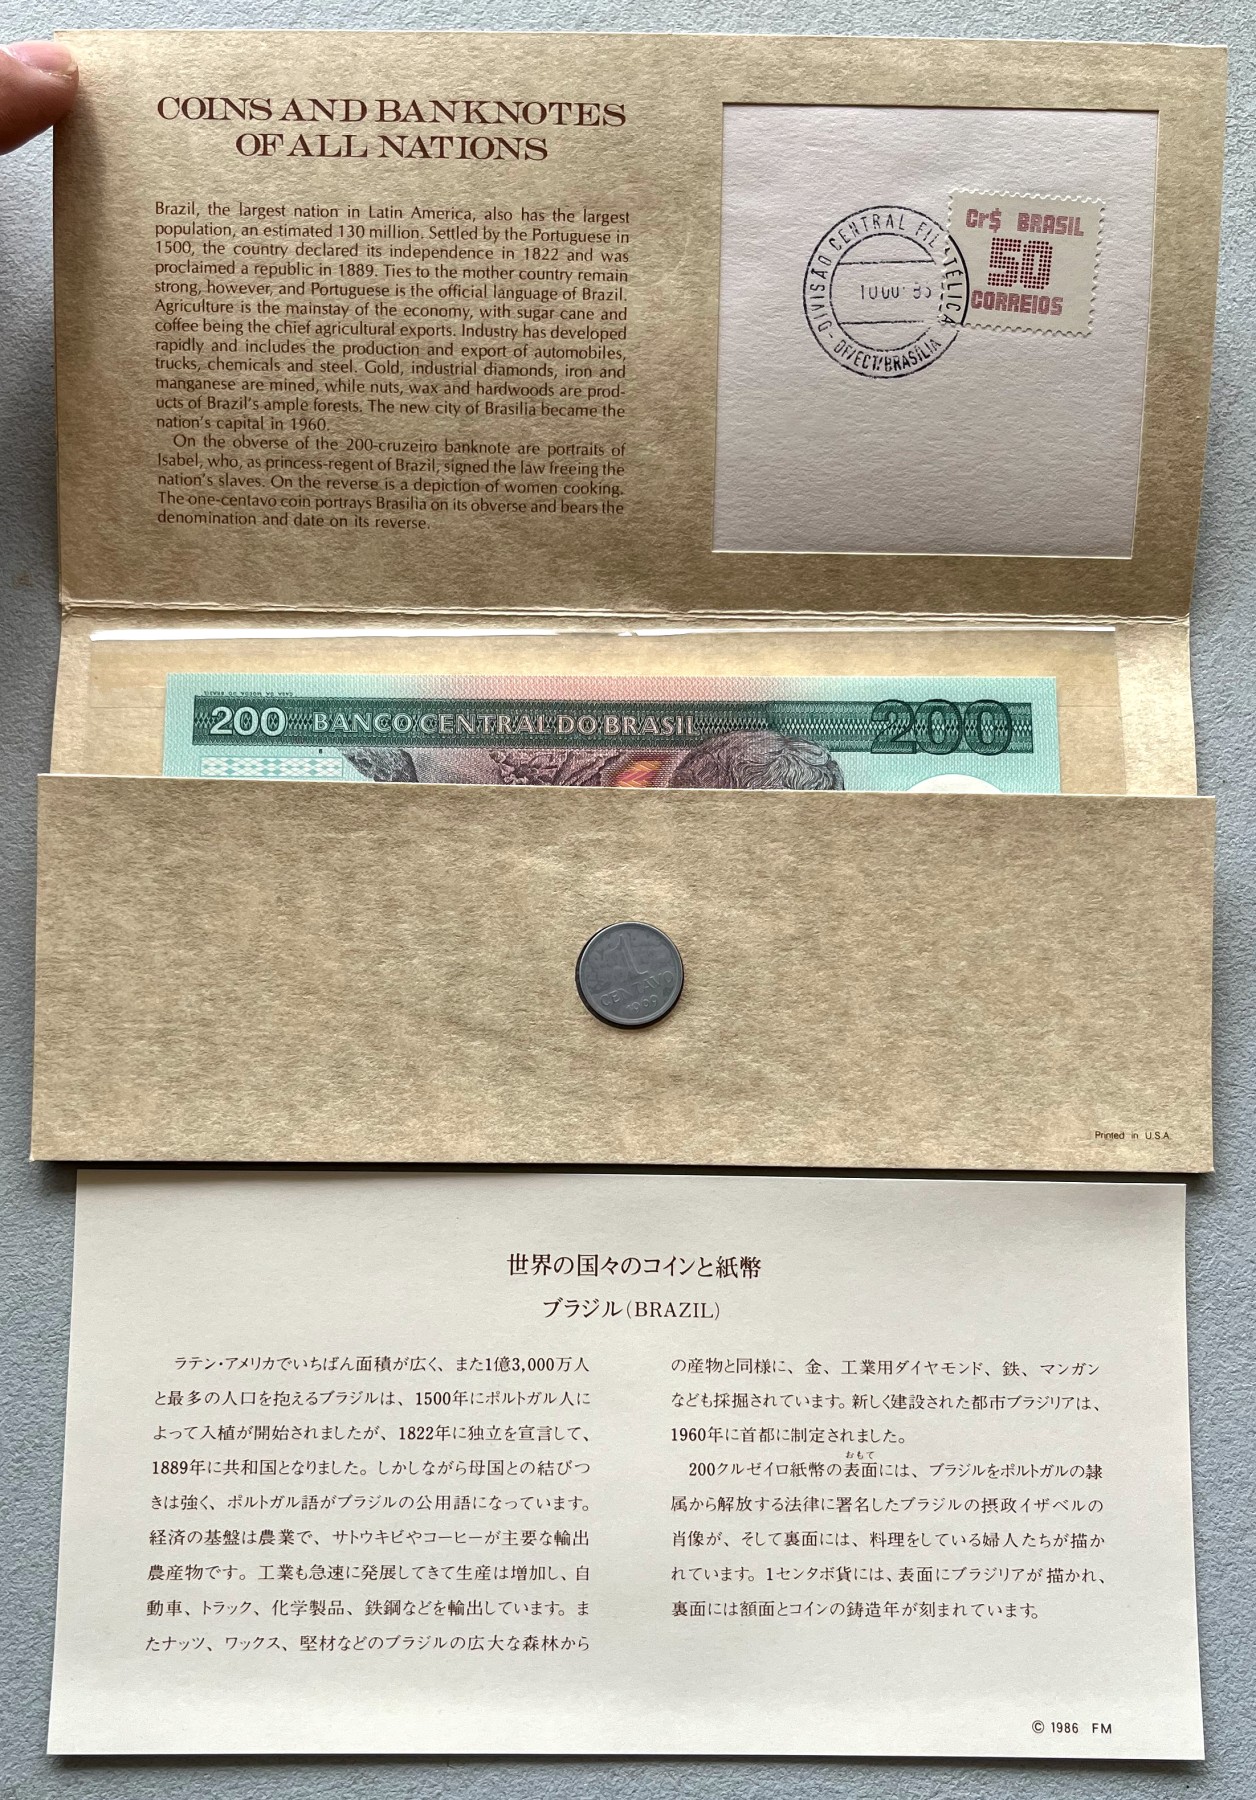 COINS AND BANKNOTES
OF ALL NATIONS
Brazil, the largest nation in Latin America, also has the largest
population, an estimated 130 million. Settled by the Portuguese in
1500, the country declared its independence in 1822 and was
proclaimed a republic in 1889. Ties to the mother country remain
strong, however, and Portuguese is the official language of Brazil.
Agriculture is the mainstay of the economy, with sugar cane and
coffee being the chief agricultural exports. Industry has developed
rapidly and includes the production and export of automobiles,
trucks, chemicals and steel. Gold, industrial diamonds, iron and
manganese are mined, while nuts, wax and hardwoods are prod-
ucts of Brazil's ample forests. The new city of Brasilia became the
nation's capital in 1960.
On the obverse of the 200-cruzeiro banknote are portraits of
Isabel, who, as princess-regent of Brazil, signed the law freeing the
nation's slaves. On the reverse is a depiction of women cooking.
The one-centavo coin portrays Brasilia on its obverse and bears the
denomination and date on its reverse.
DIVISÃO CENTRAL FILATÉLICA
DF/ECT/BRASÍLIA
Cr$ BRASIL
50
CORREIOS
CASA DA MOEDA DO BRASIL
200 BANCO CENTRAL DO BRASIL 200
1
CENTAVO
Printed in U.S.A.
世界の国々のコインと紙幣
ブラジル(BRAZIL)
ラテン・アメリカでいちばん面積が広く、また1億3,000万人
と最多の人口を抱えるブラジルは、1500年にポルトガル人に
よって入植が開始されましたが、1822年に独立を宣言して、
1889年に共和国となりました。しかしながら母国との結びつ
きは強く、ポルトガル語がブラジルの公用語になっています。
経済の基盤は農業で、サトウキビやコーヒーが主要な輸出
農産物です。工業も急速に発展してきて生産は増加し、自
動車、トラック、化学製品、鉄鋼などを輸出しています。ま
たナッツ、ワックス、堅材などのブラジルの広大な森林から
の産物と同様に、金、工業用ダイヤモンド、鉄、マンガン
なども採掘されています。新しく建設された都市ブラジリアは、
1960年に首都に制定されました。
おもて
200クルゼイロ紙幣の表面には、ブラジルをポルトガルの隷
属から解放する法律に署名したブラジルの摂政イザベルの
肖像が、そして裏面には、料理をしている婦人たちが描か
れています。1センタボ貨には、表面にブラジリアが描かれ、
裏面には額面とコインの鋳造年が刻まれています。
© 1986 FM